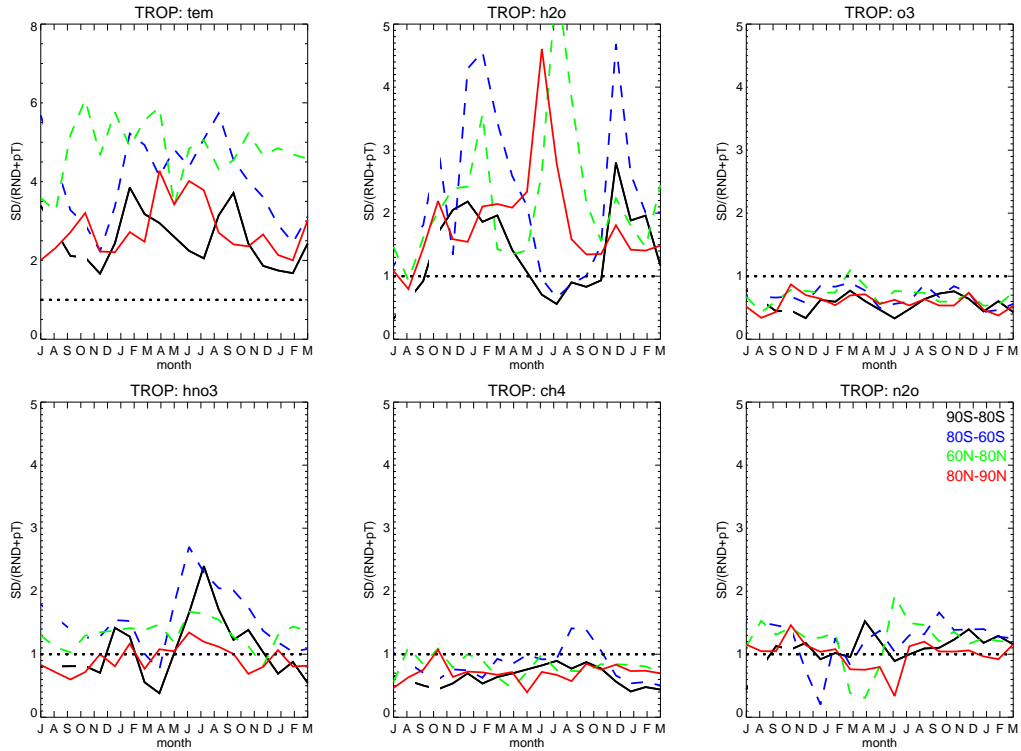 TROP: tem
8
6
4
2
0
SD/(RND+pT)
J A S O N D J F M A M J J A S O N D J F M
month
TROP: h2o
5
4
3
2
1
0
SD/(RND+pT)
J A S O N D J F M A M J J A S O N D J F M
month
TROP: o3
5
4
3
2
1
0
SD/(RND+pT)
J A S O N D J F M A M J J A S O N D J F M
month
TROP: hno3
5
4
3
2
1
0
SD/(RND+pT)
J A S O N D J F M A M J J A S O N D J F M
month
TROP: ch4
5
4
3
2
1
0
SD/(RND+pT)
J A S O N D J F M A M J J A S O N D J F M
month
TROP: n2o
5
4
3
2
1
0
SD/(RND+pT)
90S-80S
80S-60S
60N-80N
80N-90N
J A S O N D J F M A M J J A S O N D J F M
month